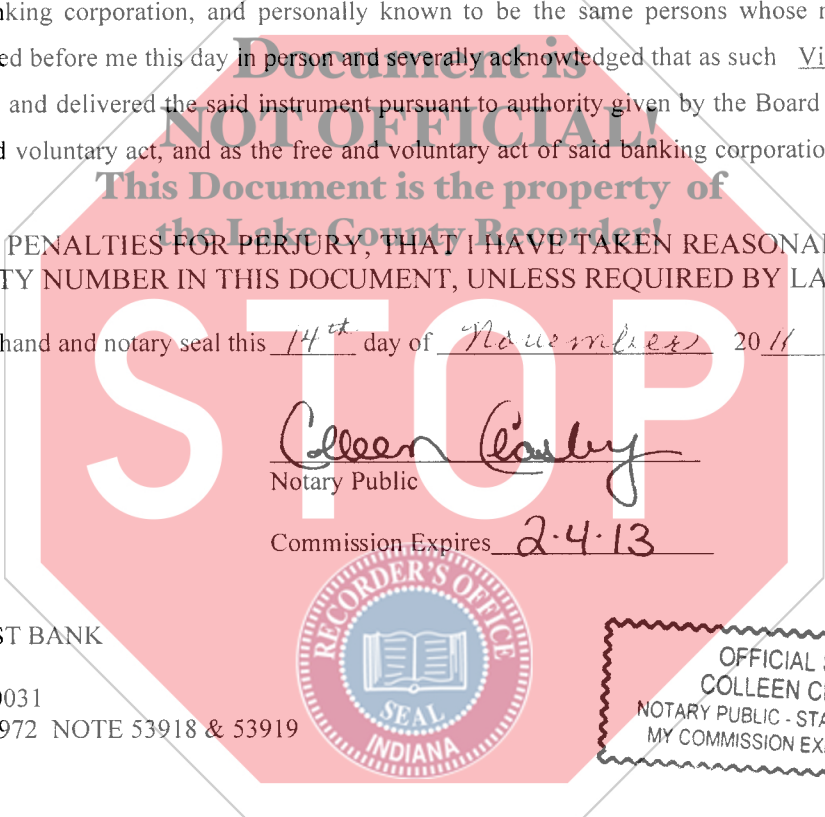 nking corporation, and personally known to be the same persons whose n
ed before me this day in person and severally acknowledged that as such Vi
Document is
and delivered the said instrument pursuant to authority given by the Board
NOT OFFICIAL!
d voluntary act, and as the free and voluntary act of said banking corporatio
This Document is the property of
the Lake County Recorder!
PENALTIES FOR PERJURY, THAT I HAVE TAKEN REASONA
TY NUMBER IN THIS DOCUMENT, UNLESS REQUIRED BY LA
hand and notary seal this 14th day of November 2011
STOP
Colleen
Notary Public
Commission Expires 2.4.13
RECORDER'S OFFICE
SEAL
INDIANA
ST BANK
0031
972 NOTE 53918 & 53919
OFFICIAL S
COLLEEN C
NOTARY PUBLIC - STA
MY COMMISSION EX